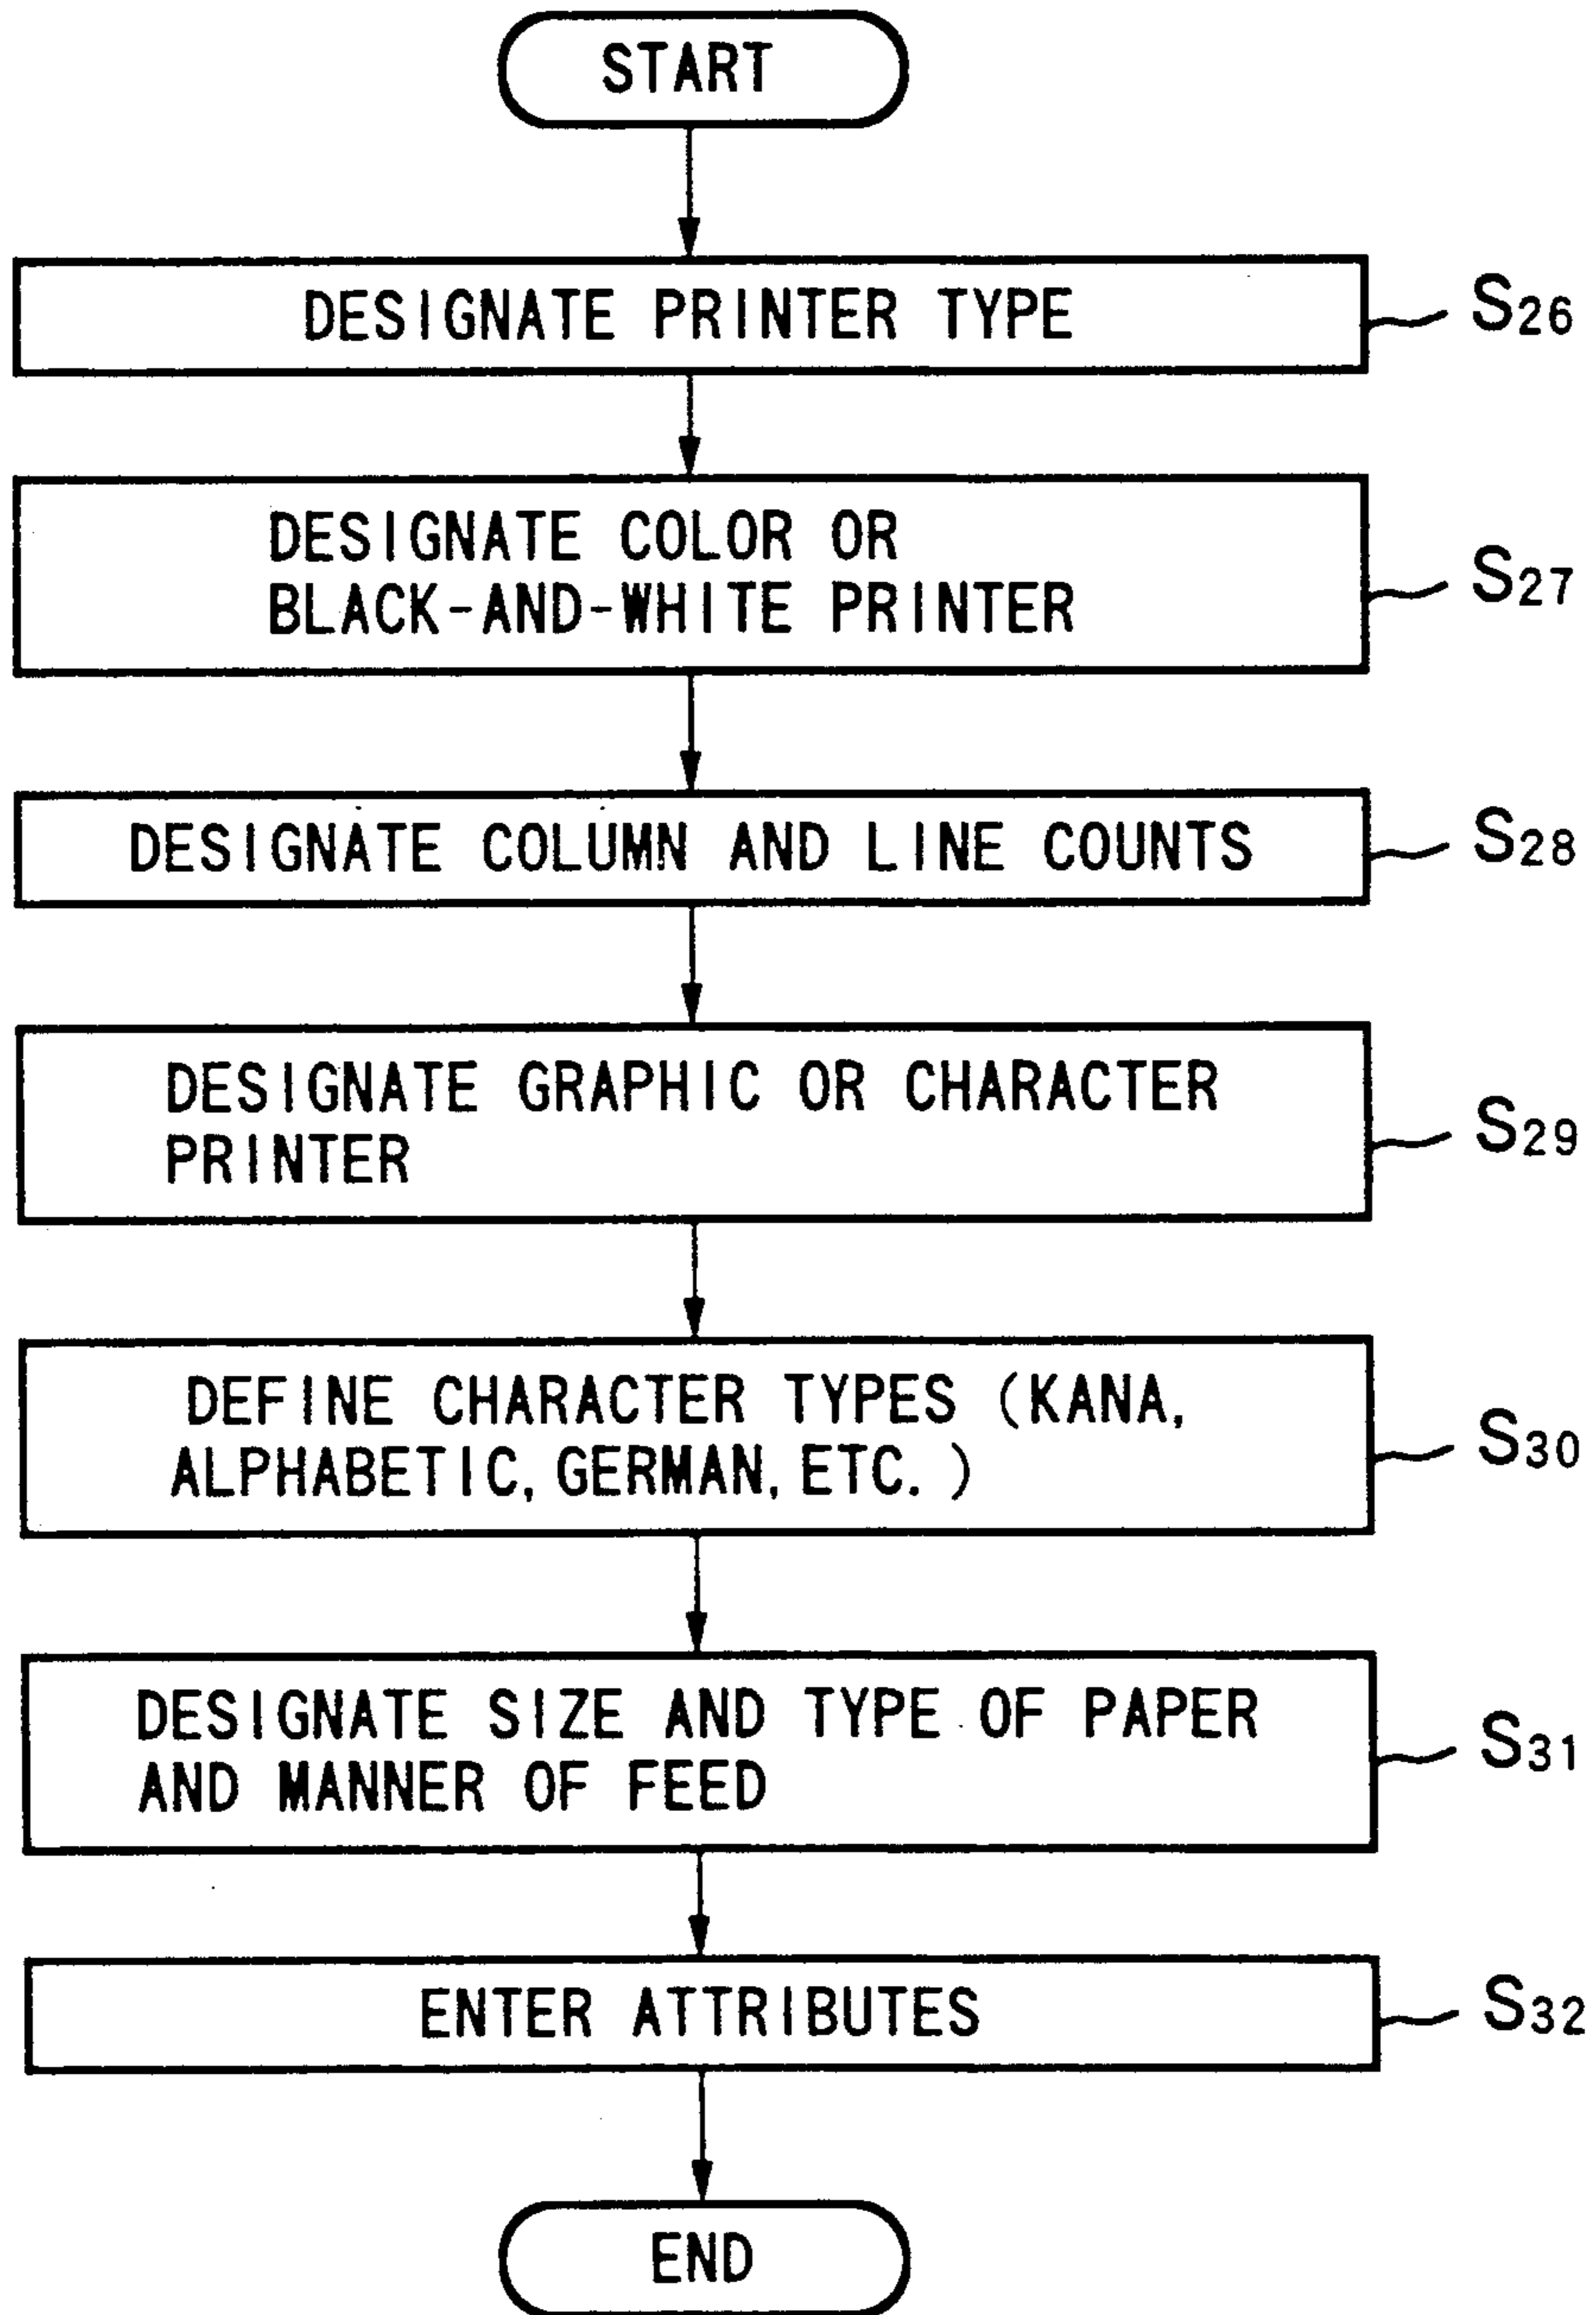 START
DESIGNATE PRINTER TYPE
S26
DESIGNATE COLOR OR
BLACK-AND-WHITE PRINTER
S27
DESIGNATE COLUMN AND LINE COUNTS
S28
DESIGNATE GRAPHIC OR CHARACTER
PRINTER
S29
DEFINE CHARACTER TYPES (KANA,
ALPHABETIC, GERMAN, ETC.)
S30
DESIGNATE SIZE AND TYPE OF PAPER
AND MANNER OF FEED
S31
ENTER ATTRIBUTES
S32
END